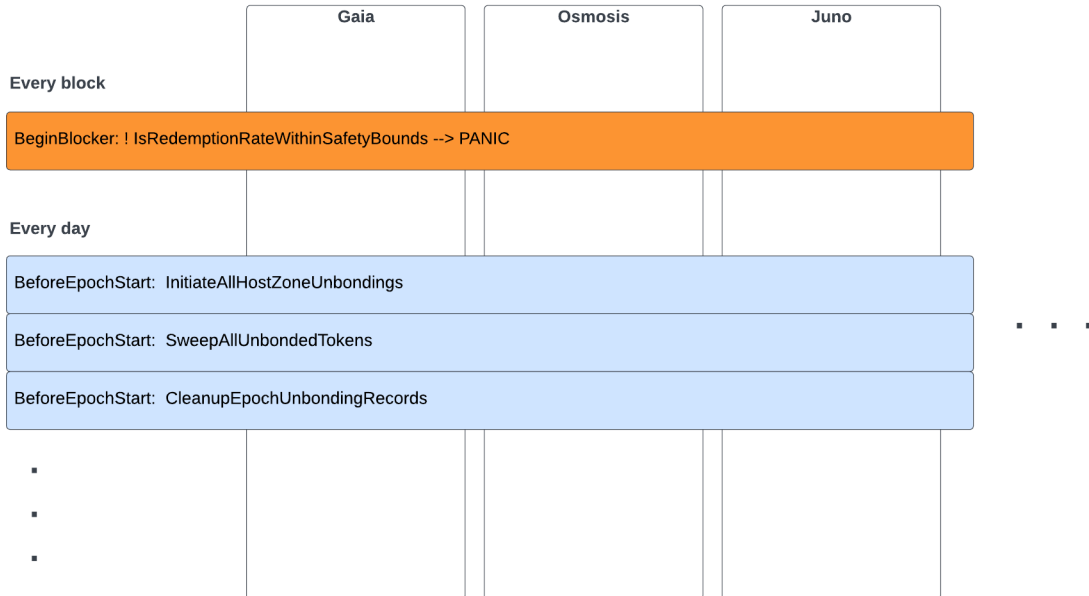 Gaia
Osmosis
Juno
Every block
BeginBlocker: ! IsRedemptionRateWithinSafetyBounds --> PANIC
Every day
BeforeEpochStart:  InitiateAllHostZoneUnbondings
BeforeEpochStart:  SweepAllUnbondedTokens
BeforeEpochStart:  CleanupEpochUnbondingRecords